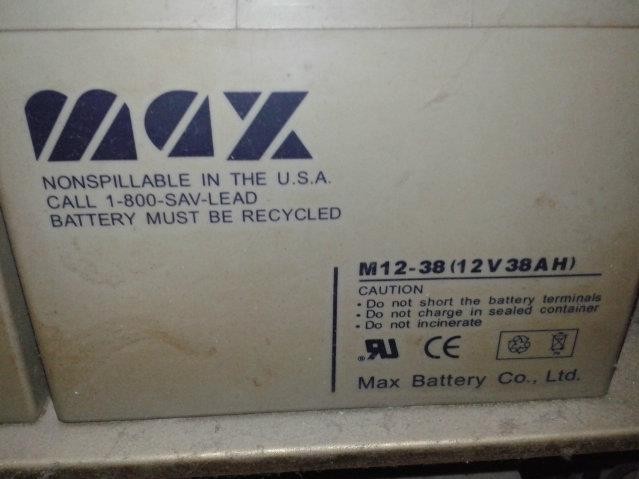 max
NONSPILLABLE IN THE U.S.A.
CALL 1-800-SAV-LEAD
BATTERY MUST BE RECYCLED
M12-38(12V38AH)
CAUTION
• Do not short the battery terminals
• Do not charge in sealed container
• Do not incinerate
CE
Max Battery Co., Ltd.